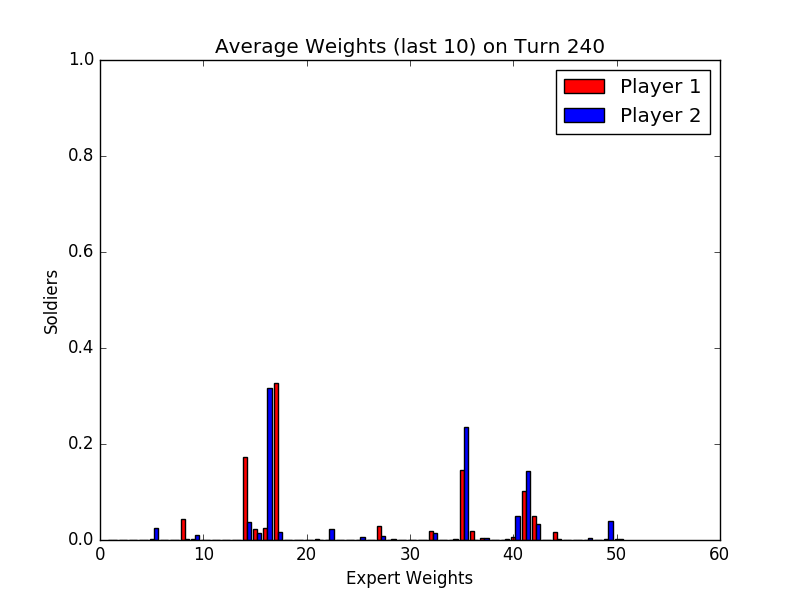 Average Weights (last 10) on Turn 240
Player 1
Player 2
1.0
0.8
0.6
0.4
0.2
0.0
Soldiers
0 10 20 30 40 50 60
Expert Weights